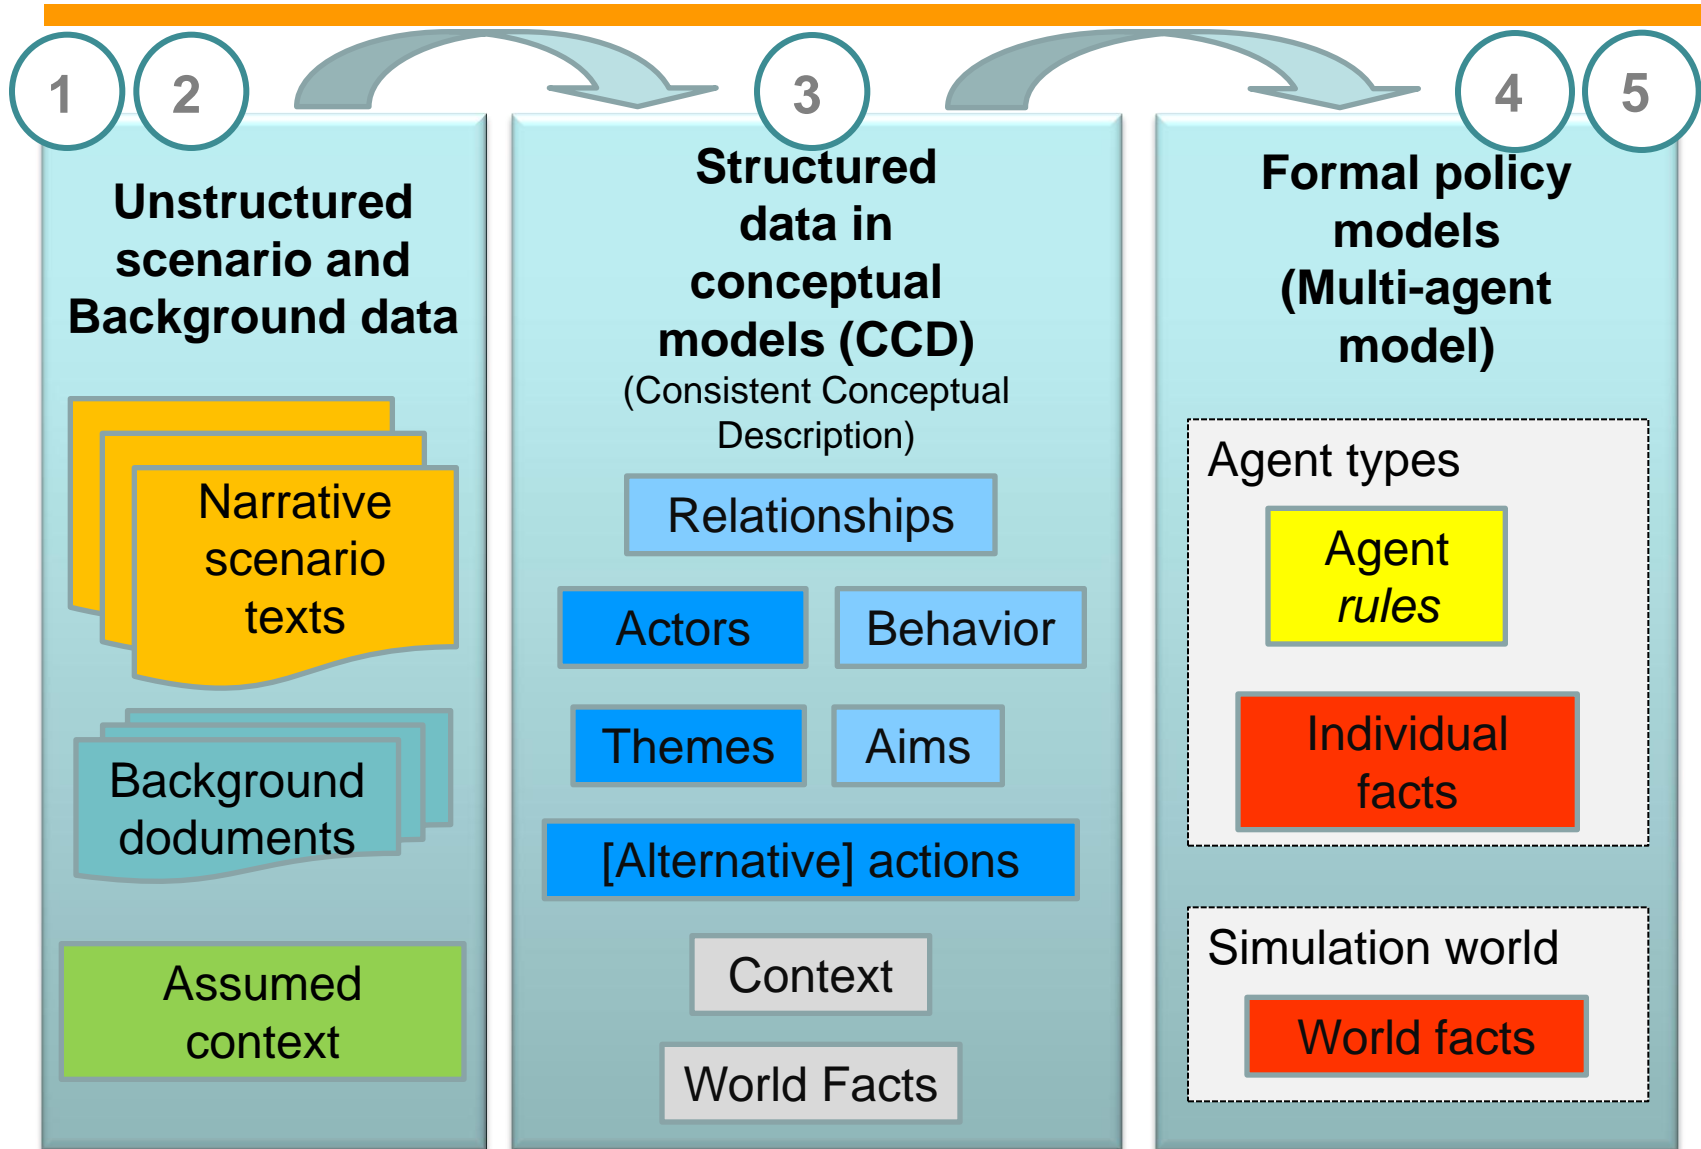 1
2
3
4
5
Unstructured
scenario and
Background data
Narrative
scenario
texts
Background
doduments
Assumed
context
Structured
data in
conceptual
models (CCD)
(Consistent Conceptual
Description)
Relationships
Actors
Behavior
Themes
Aims
[Alternative] actions
Context
World Facts
Formal policy
models
(Multi-agent
model)
Agent types
Agent
rules
Individual
facts
Simulation world
World facts